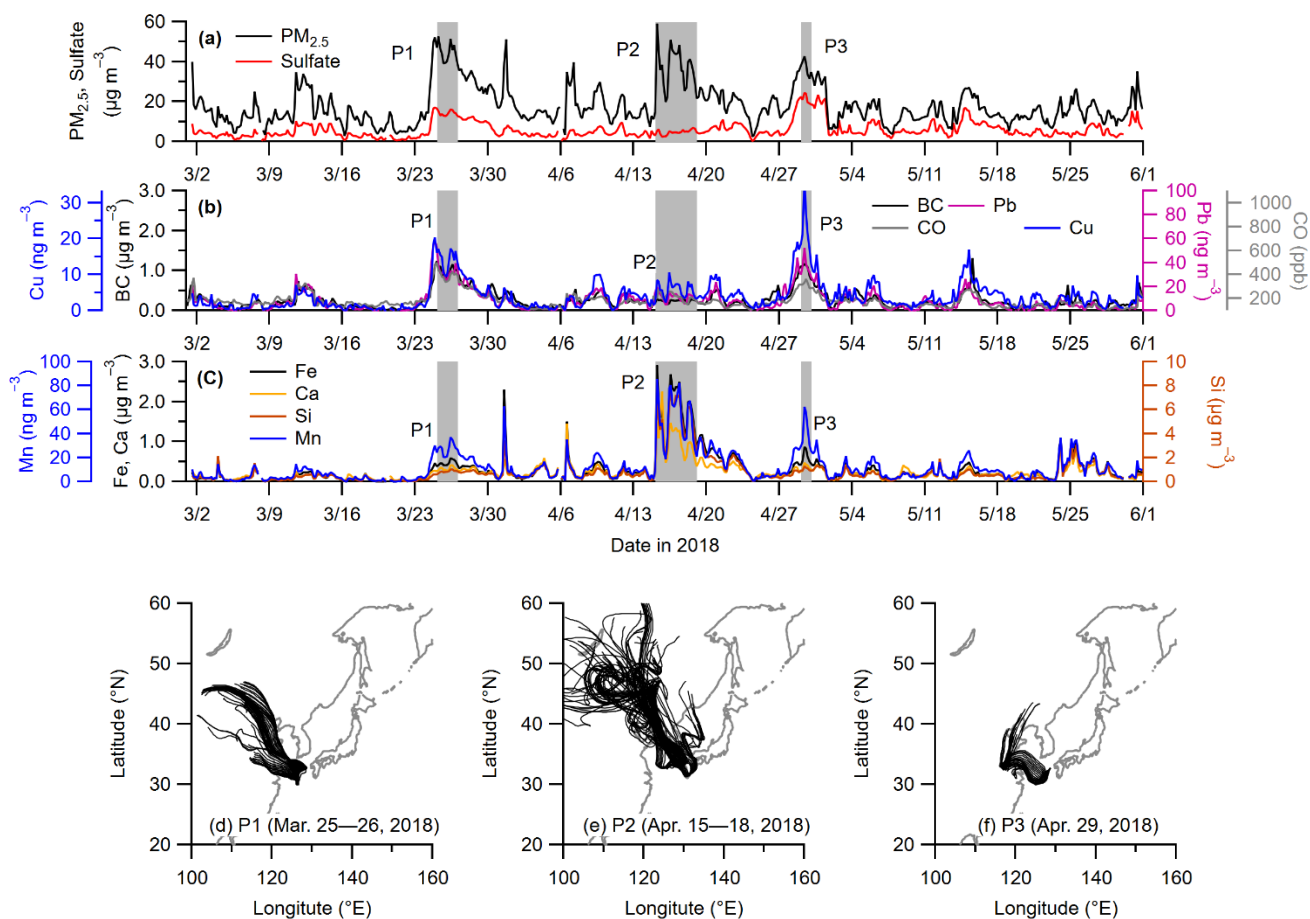 (a)
PM2.5
Sulfate
P1
P2
P3
PM2.5, Sulfate
(µg m−3)
60
40
20
0
3/2 3/9 3/16 3/23 3/30 4/6 4/13 4/20 4/27 5/4 5/11 5/18 5/25 6/1
(b)
BC
Pb
CO
Cu
P1
P2
P3
Cu (ng m−3)
30
20
10
0
BC (µg m−3)
3.0
2.0
1.0
0.0
Pb (ng m−3)
100
80
60
40
20
0
CO (ppb)
1000
800
600
400
200
3/2 3/9 3/16 3/23 3/30 4/6 4/13 4/20 4/27 5/4 5/11 5/18 5/25 6/1
(C)
Fe
Ca
Si
Mn
P1
P2
P3
Mn (ng m−3)
100
80
60
40
20
0
Fe, Ca (µg m−3)
3.0
2.0
1.0
0.0
Si (µg m−3)
10
8
6
4
2
0
3/2 3/9 3/16 3/23 3/30 4/6 4/13 4/20 4/27 5/4 5/11 5/18 5/25 6/1
Date in 2018
Latitude (°N)
60
50
40
30
20
(d) P1 (Mar. 25—26, 2018)
100 120 140 160
Longitute (°E)
Latitude (°N)
60
50
40
30
20
(e) P2 (Apr. 15—18, 2018)
100 120 140 160
Longitute (°E)
Latitude (°N)
60
50
40
30
20
(f) P3 (Apr. 29, 2018)
100 120 140 160
Longitute (°E)